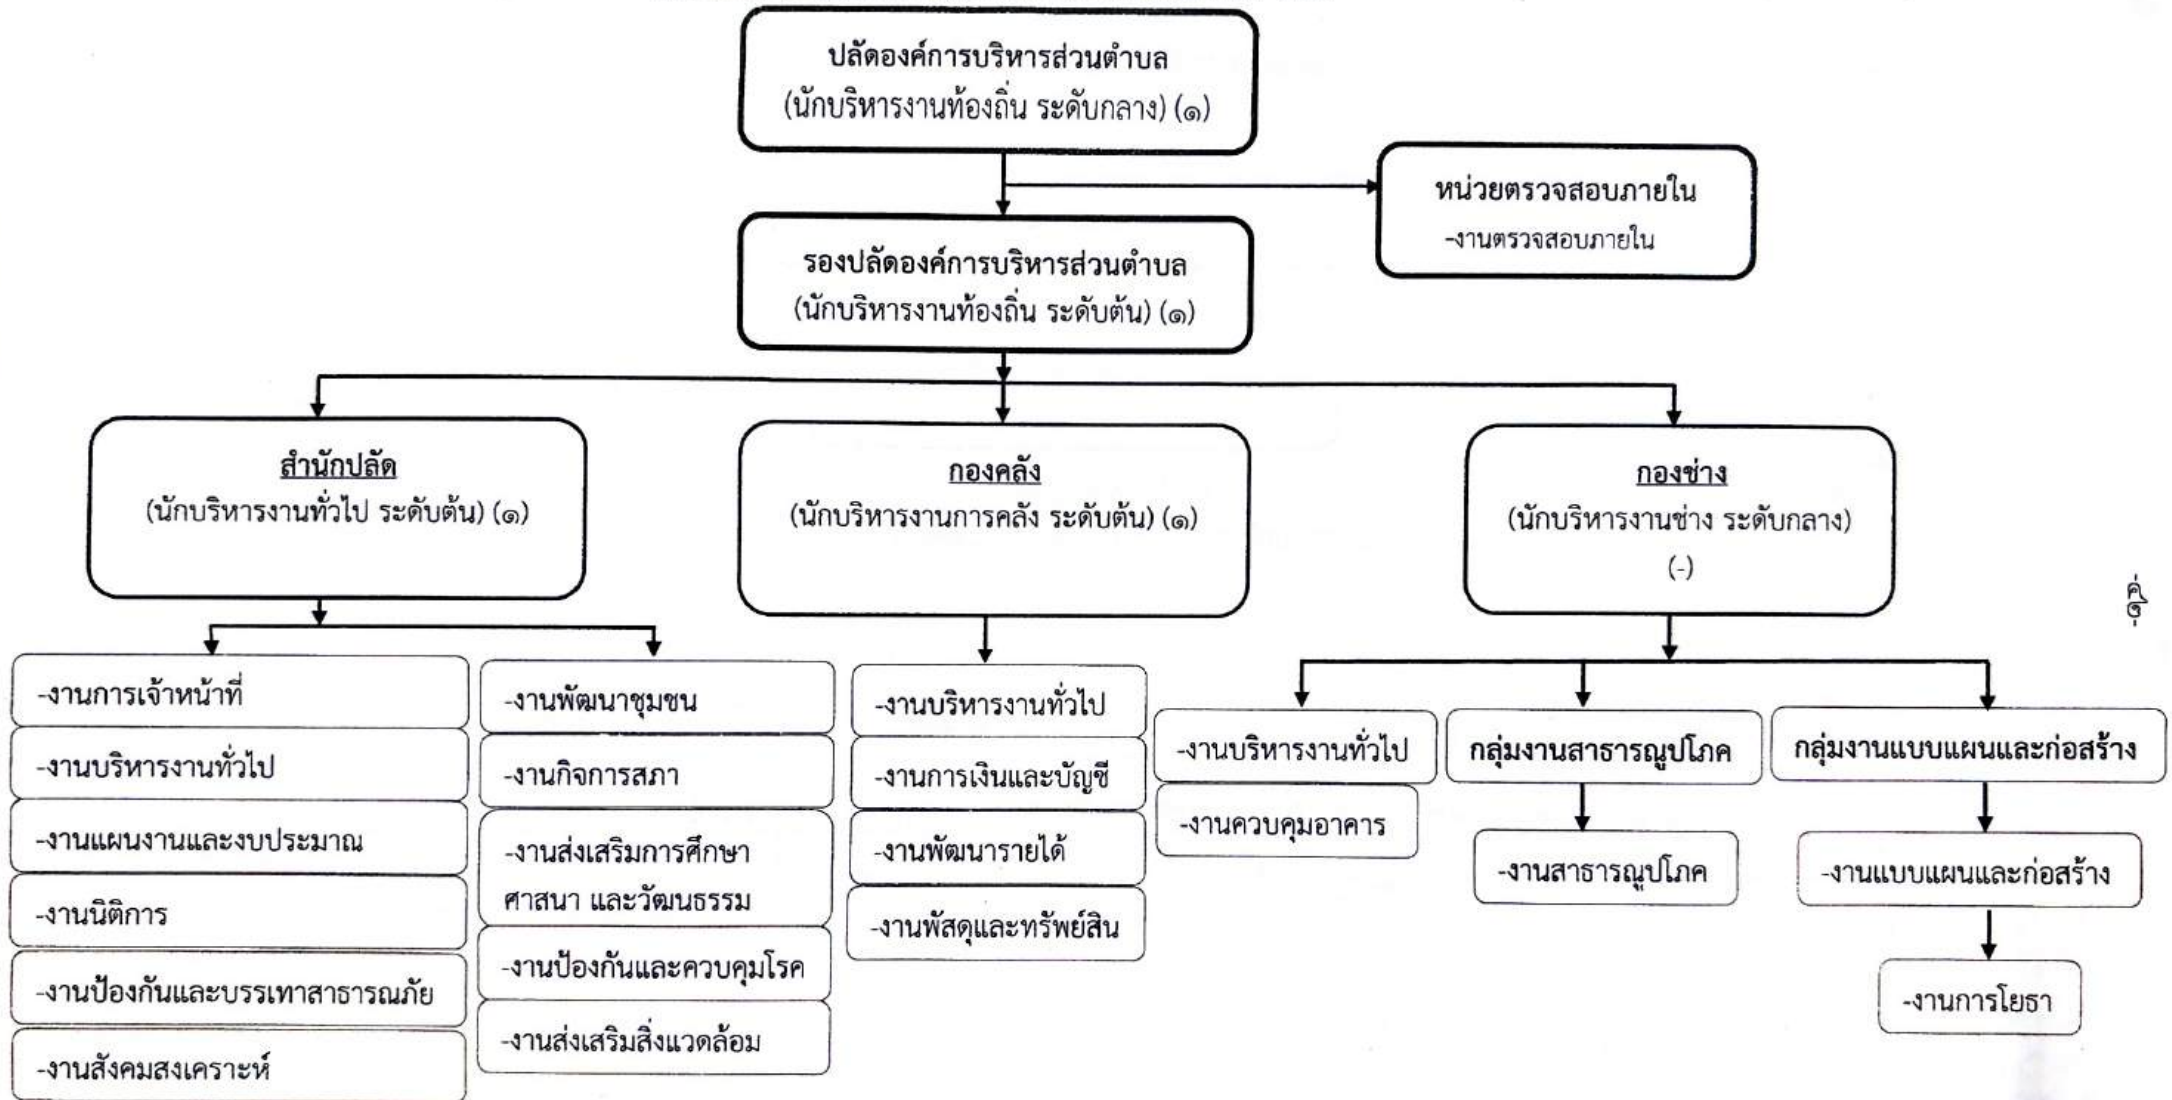 ปลัดองค์การบริหารส่วนตำบล
(นักบริหารงานท้องถิ่น ระดับกลาง) (๑)
หน่วยตรวจสอบภายใน
-งานตรวจสอบภายใน
รองปลัดองค์การบริหารส่วนตำบล
(นักบริหารงานท้องถิ่น ระดับต้น) (๑)
สำนักปลัด
(นักบริหารงานทั่วไป ระดับต้น) (๑)
กองคลัง
(นักบริหารงานการคลัง ระดับต้น) (๑)
กองช่าง
(นักบริหารงานช่าง ระดับกลาง)
(-)
-งานการเจ้าหน้าที่
-งานบริหารงานทั่วไป
-งานแผนงานและงบประมาณ
-งานนิติการ
-งานป้องกันและบรรเทาสาธารณภัย
-งานสังคมสงเคราะห์
-งานพัฒนาชุมชน
-งานกิจการสภา
-งานส่งเสริมการศึกษา
ศาสนา และวัฒนธรรม
-งานป้องกันและควบคุมโรค
-งานส่งเสริมสิ่งแวดล้อม
-งานบริหารงานทั่วไป
-งานการเงินและบัญชี
-งานพัฒนารายได้
-งานพัสดุและทรัพย์สิน
-งานบริหารงานทั่วไป
-งานควบคุมอาคาร
กลุ่มงานสาธารณูปโภค
-งานสาธารณูปโภค
กลุ่มงานแบบแผนและก่อสร้าง
-งานแบบแผนและก่อสร้าง
-งานการโยธา